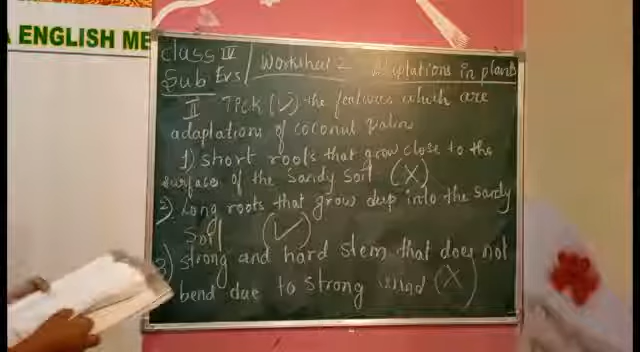 A ENGLISH ME
Class IV / Worksheet 2 Adaptations in plants
Sub Evs
II Tick (✓) the features which are
adaptations of coconut palm
1) short roots that grow close to the
surface of the sandy soil (X)
2) Long roots that grow deep into the sandy
soil (✓)
3) strong and hard stem that does not
bend due to strong wind (X)